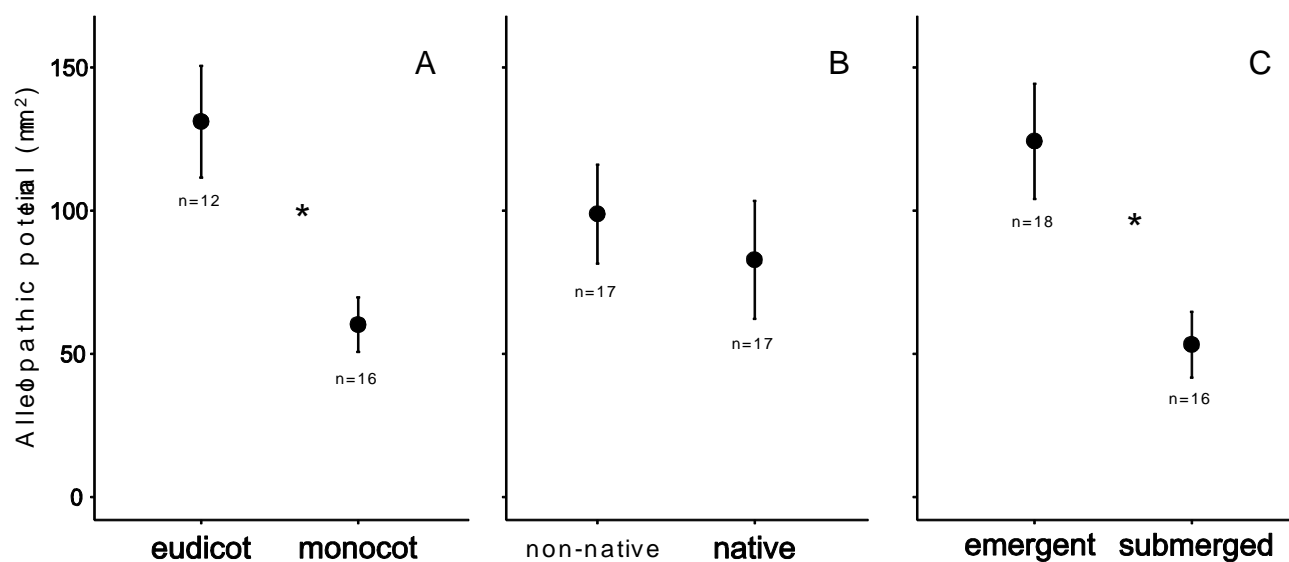 A
B
C
Allelopathic potential (mm²)
150
100
50
0
n=12
*
n=16
n=17
n=17
n=18
*
n=16
eudicot
monocot
non-native
native
emergent
submerged